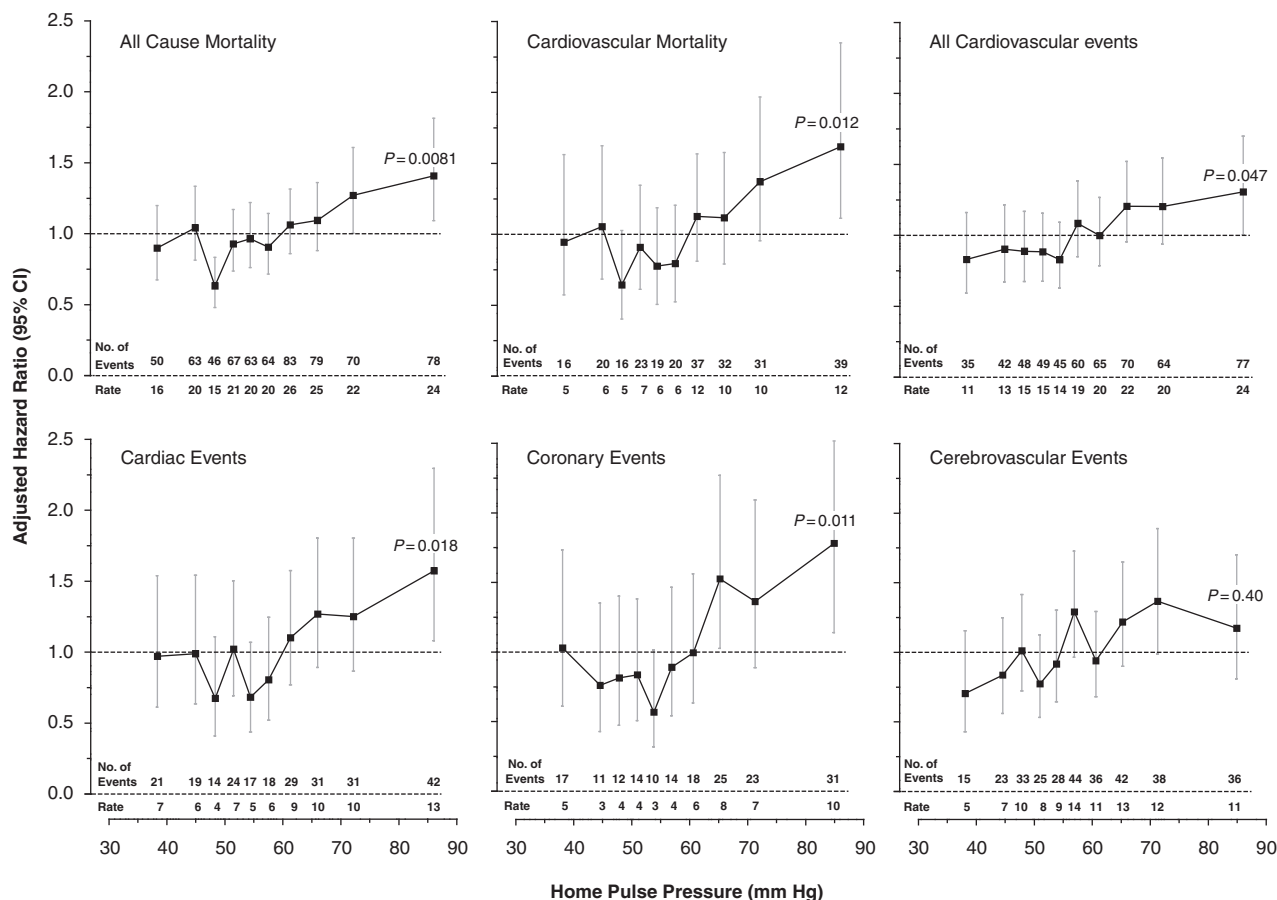 Adjusted Hazard Ratio (95% CI)
2.5
2.0
1.5
1.0
0.5
0.0
All Cause Mortality
P=0.0081
No. of
Events 50 63 46 67 63 64 83 79 70 78
Rate 16 20 15 21 20 20 26 25 22 24
Cardiovascular Mortality
P=0.012
No. of
Events 16 20 16 23 19 20 37 32 31 39
Rate 5 6 5 7 6 6 12 10 10 12
All Cardiovascular events
P=0.047
No. of
Events 35 42 48 49 45 60 65 70 64 77
Rate 11 13 15 15 14 19 20 22 20 24
2.5
2.0
1.5
1.0
0.5
0.0
Cardiac Events
P=0.018
No. of
Events 21 19 14 24 17 18 29 31 31 42
Rate 7 6 4 7 5 6 9 10 10 13
30 40 50 60 70 80 90
Coronary Events
P=0.011
No. of
Events 17 11 12 14 10 14 18 25 23 31
Rate 5 3 4 4 3 4 6 8 7 10
30 40 50 60 70 80 90
Cerebrovascular Events
P=0.40
No. of
Events 15 23 33 25 28 44 36 42 38 36
Rate 5 7 10 8 9 14 11 13 12 11
30 40 50 60 70 80 90
Home Pulse Pressure (mm Hg)